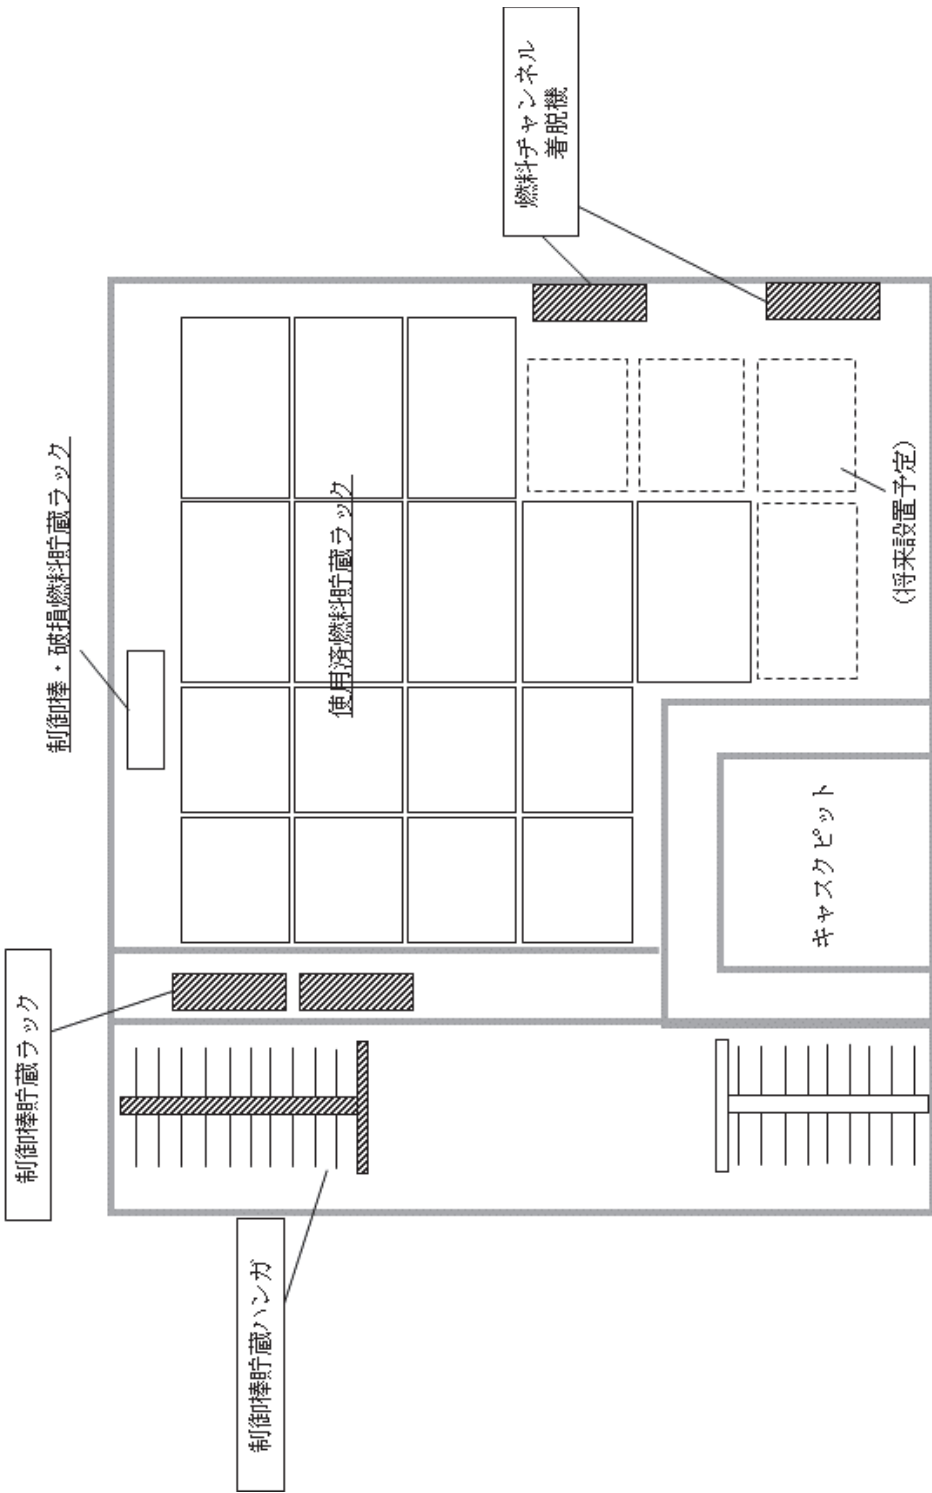 燃料チャンネル
着脱機
制御棒・破損燃料貯蔵ラック
使用済燃料貯蔵ラック
(将来設置予定)
キャスクピット
制御棒貯蔵ラック
制御棒貯蔵ハンガ